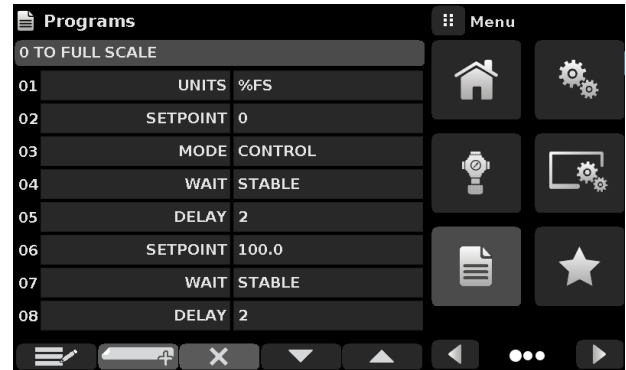 Programs
Menu
0 TO FULL SCALE
01 UNITS %FS
02 SETPOINT 0
03 MODE CONTROL
04 WAIT STABLE
05 DELAY 2
06 SETPOINT 100.0
07 WAIT STABLE
08 DELAY 2